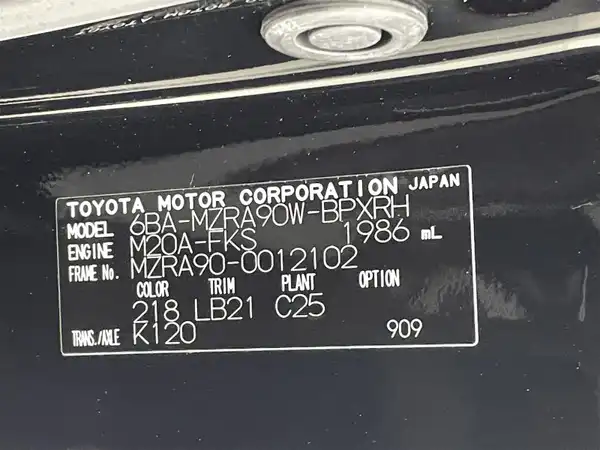 TOYOTA MOTOR CORPORATION JAPAN
MODEL 6BA-MZRA90W-BPXRH
ENGINE M20A-FKS 1986 mL
FRAME No. MZRA90-0012102
COLOR TRIM PLANT OPTION
218 LB21 C25
TRANS./AXLE K120 909